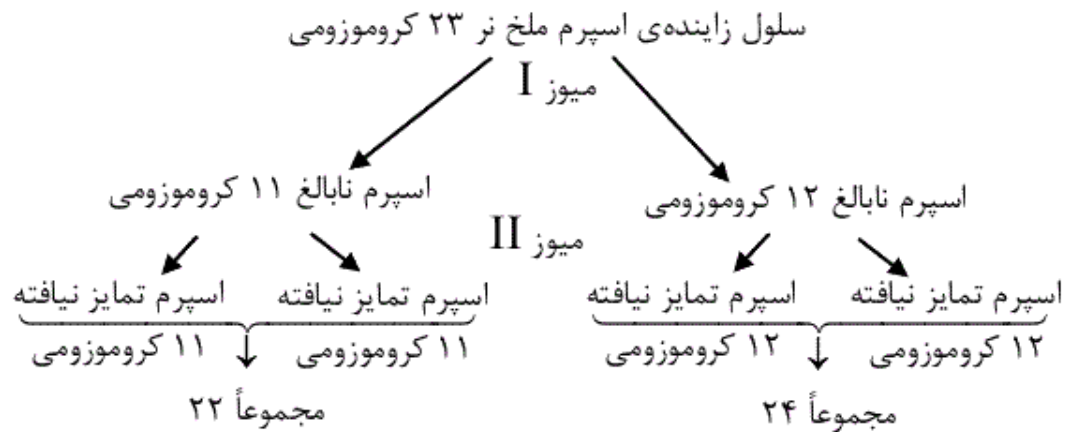 سلول زاینده‌ی اسپرم ملخ نر ۲۳ کروموزومی
میوز I
اسپرم نابالغ ۱۲ کروموزومی
اسپرم نابالغ ۱۱ کروموزومی
میوز II
اسپرم تمایز نیافته اسپرم تمایز نیافته
اسپرم تمایز نیافته اسپرم تمایز نیافته
۱۲ کروموزومی ۱۲ کروموزومی
۱۱ کروموزومی ۱۱ کروموزومی
مجموعاً ۲۴
مجموعاً ۲۲